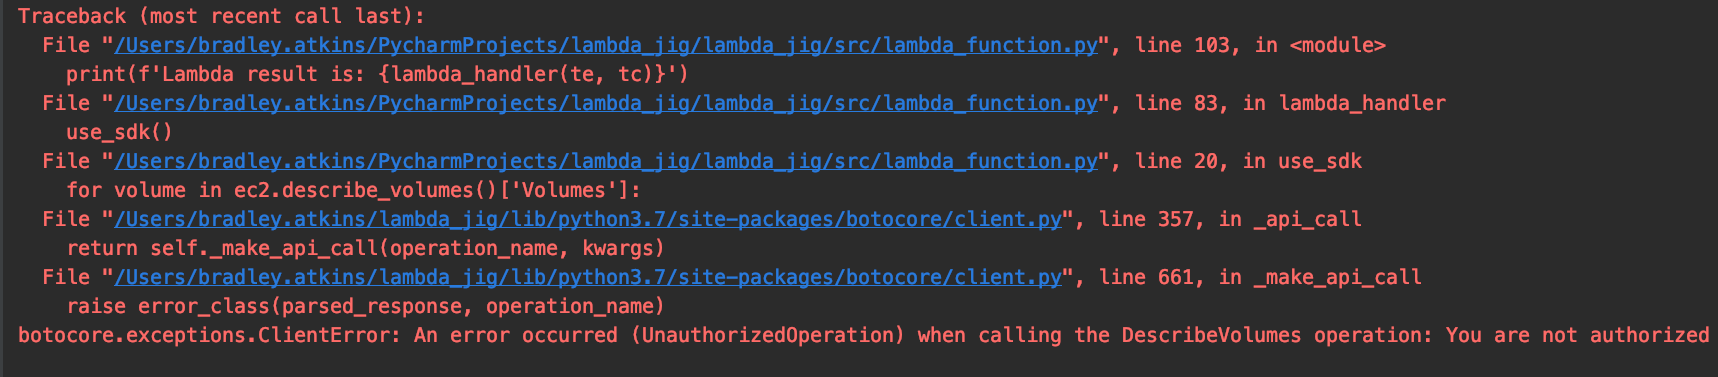 Traceback (most recent call last):
  File "/Users/bradley.atkins/PycharmProjects/lambda_jig/lambda_jig/src/lambda_function.py", line 103, in <module>
    print(f'Lambda result is: {lambda_handler(te, tc)}')
  File "/Users/bradley.atkins/PycharmProjects/lambda_jig/lambda_jig/src/lambda_function.py", line 83, in lambda_handler
    use_sdk()
  File "/Users/bradley.atkins/PycharmProjects/lambda_jig/lambda_jig/src/lambda_function.py", line 20, in use_sdk
    for volume in ec2.describe_volumes()['Volumes']:
  File "/Users/bradley.atkins/lambda_jig/lib/python3.7/site-packages/botocore/client.py", line 357, in _api_call
    return self._make_api_call(operation_name, kwargs)
  File "/Users/bradley.atkins/lambda_jig/lib/python3.7/site-packages/botocore/client.py", line 661, in _make_api_call
    raise error_class(parsed_response, operation_name)
botocore.exceptions.ClientError: An error occurred (UnauthorizedOperation) when calling the DescribeVolumes operation: You are not authorized